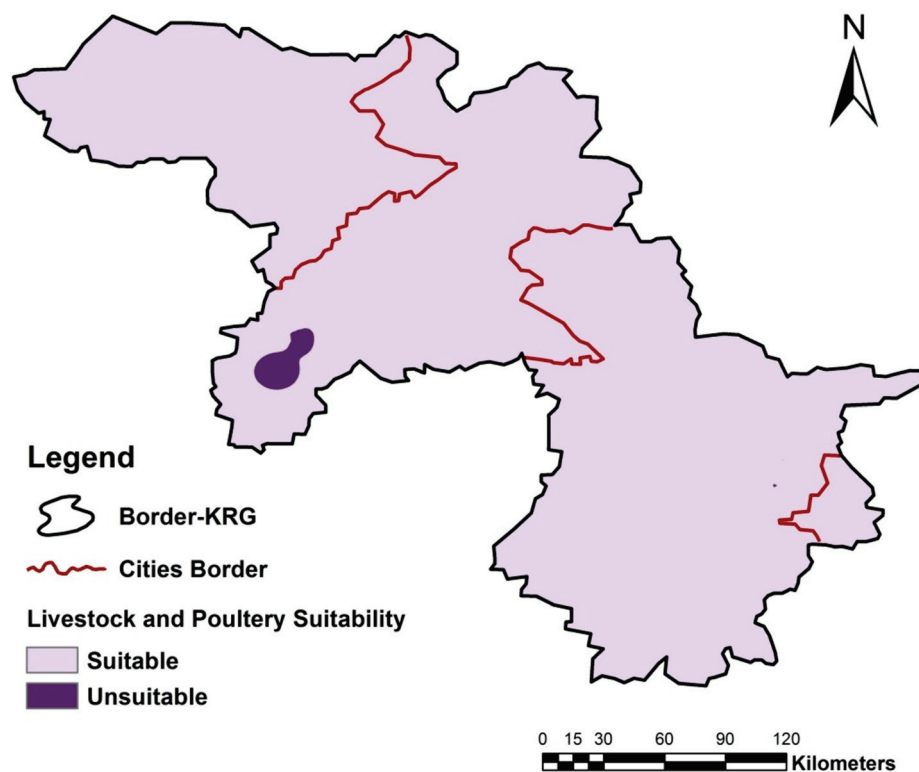 N
Legend
Border-KRG
Cities Border
Livestock and Poultery Suitability
Suitable
Unsuitable
0 15 30 60 90 120
Kilometers